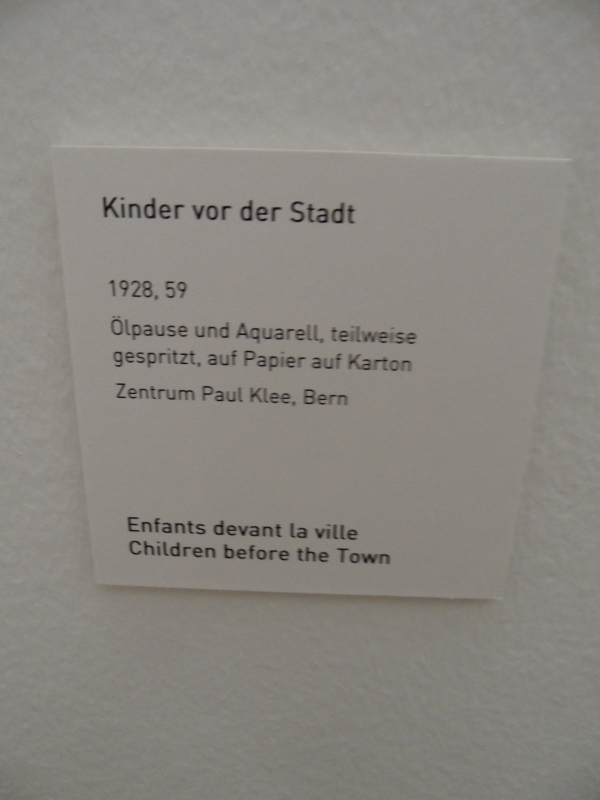 Kinder vor der Stadt
1928, 59
Ölpause und Aquarell, teilweise
gespritzt, auf Papier auf Karton
Zentrum Paul Klee, Bern
Enfants devant la ville
Children before the Town